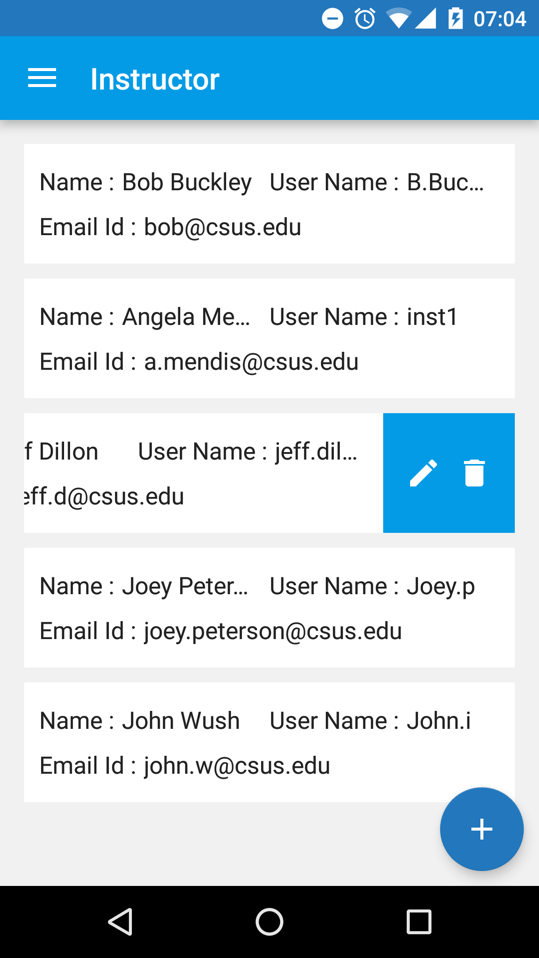 07:04
Instructor
Name : Bob Buckley User Name : B.Buc...
Email Id : bob@csus.edu
Name : Angela Me... User Name : inst1
Email Id : a.mendis@csus.edu
f Dillon User Name : jeff.dil...
eff.d@csus.edu
Name : Joey Peter... User Name : Joey.p
Email Id : joey.peterson@csus.edu
Name : John Wush User Name : John.i
Email Id : john.w@csus.edu